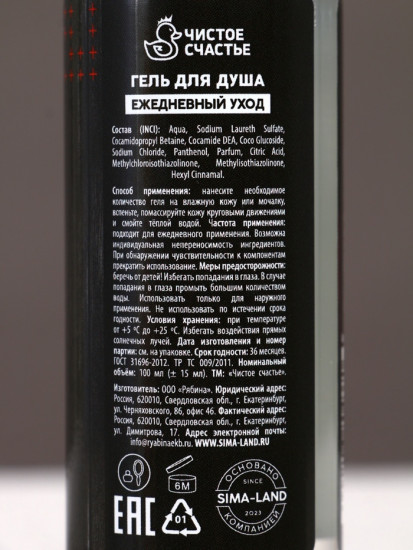 ЧИСТОЕ
СЧАСТЬЕ
ГЕЛЬ ДЛЯ ДУША
ЕЖЕДНЕВНЫЙ УХОД
Состав (INCI): Aqua, Sodium Laureth Sulfate,
Cocamidopropyl Betaine, Cocamide DEA, Coco Glucoside,
Sodium Chloride, Panthenol, Parfum, Citric Acid,
Methylchloroisothiazolinone, Methylisothiazolinone,
Hexyl Cinnamal.
Способ применения: нанесите необходимое
количество геля на влажную кожу или мочалку,
вспеньте, помассируйте кожу круговыми движениями
и смойте тёплой водой. Частота применения:
подходит для ежедневного применения. Возможна
индивидуальная непереносимость ингредиентов.
При обнаружении чувствительности к компонентам
прекратить использование. Меры предосторожности:
беречь от детей! Избегать попадания в глаза. В случае
попадания в глаза промыть большим количеством
воды. Использовать только для наружного
применения. Не использовать по истечении срока
годности. Условия хранения: при температуре
от +5 °C до +25 °C. Избегать воздействия прямых
солнечных лучей. Дата изготовления и номер
партии: см. на упаковке. Срок годности: 36 месяцев.
ГОСТ 31696-2012. ТР ТС 009/2011. Номинальный
объём: 100 мл (± 15 мл). ТМ: «Чистое счастье».
Изготовитель: ООО «Рябина». Юридический адрес:
Россия, 620010, Свердловская обл., г. Екатеринбург,
ул. Черняховского, 86, офис 46. Фактический адрес:
Россия, 620010, Свердловская обл., г. Екатеринбург,
ул. Димитрова, 17. Адрес электронной почты:
info@ryabinaekb.ru. WWW.SIMA-LAND.RU
6M
EAC
01
ОСНОВАНО
SINCE
SIMA-LAND
2023
КОМПАНИЕЙ